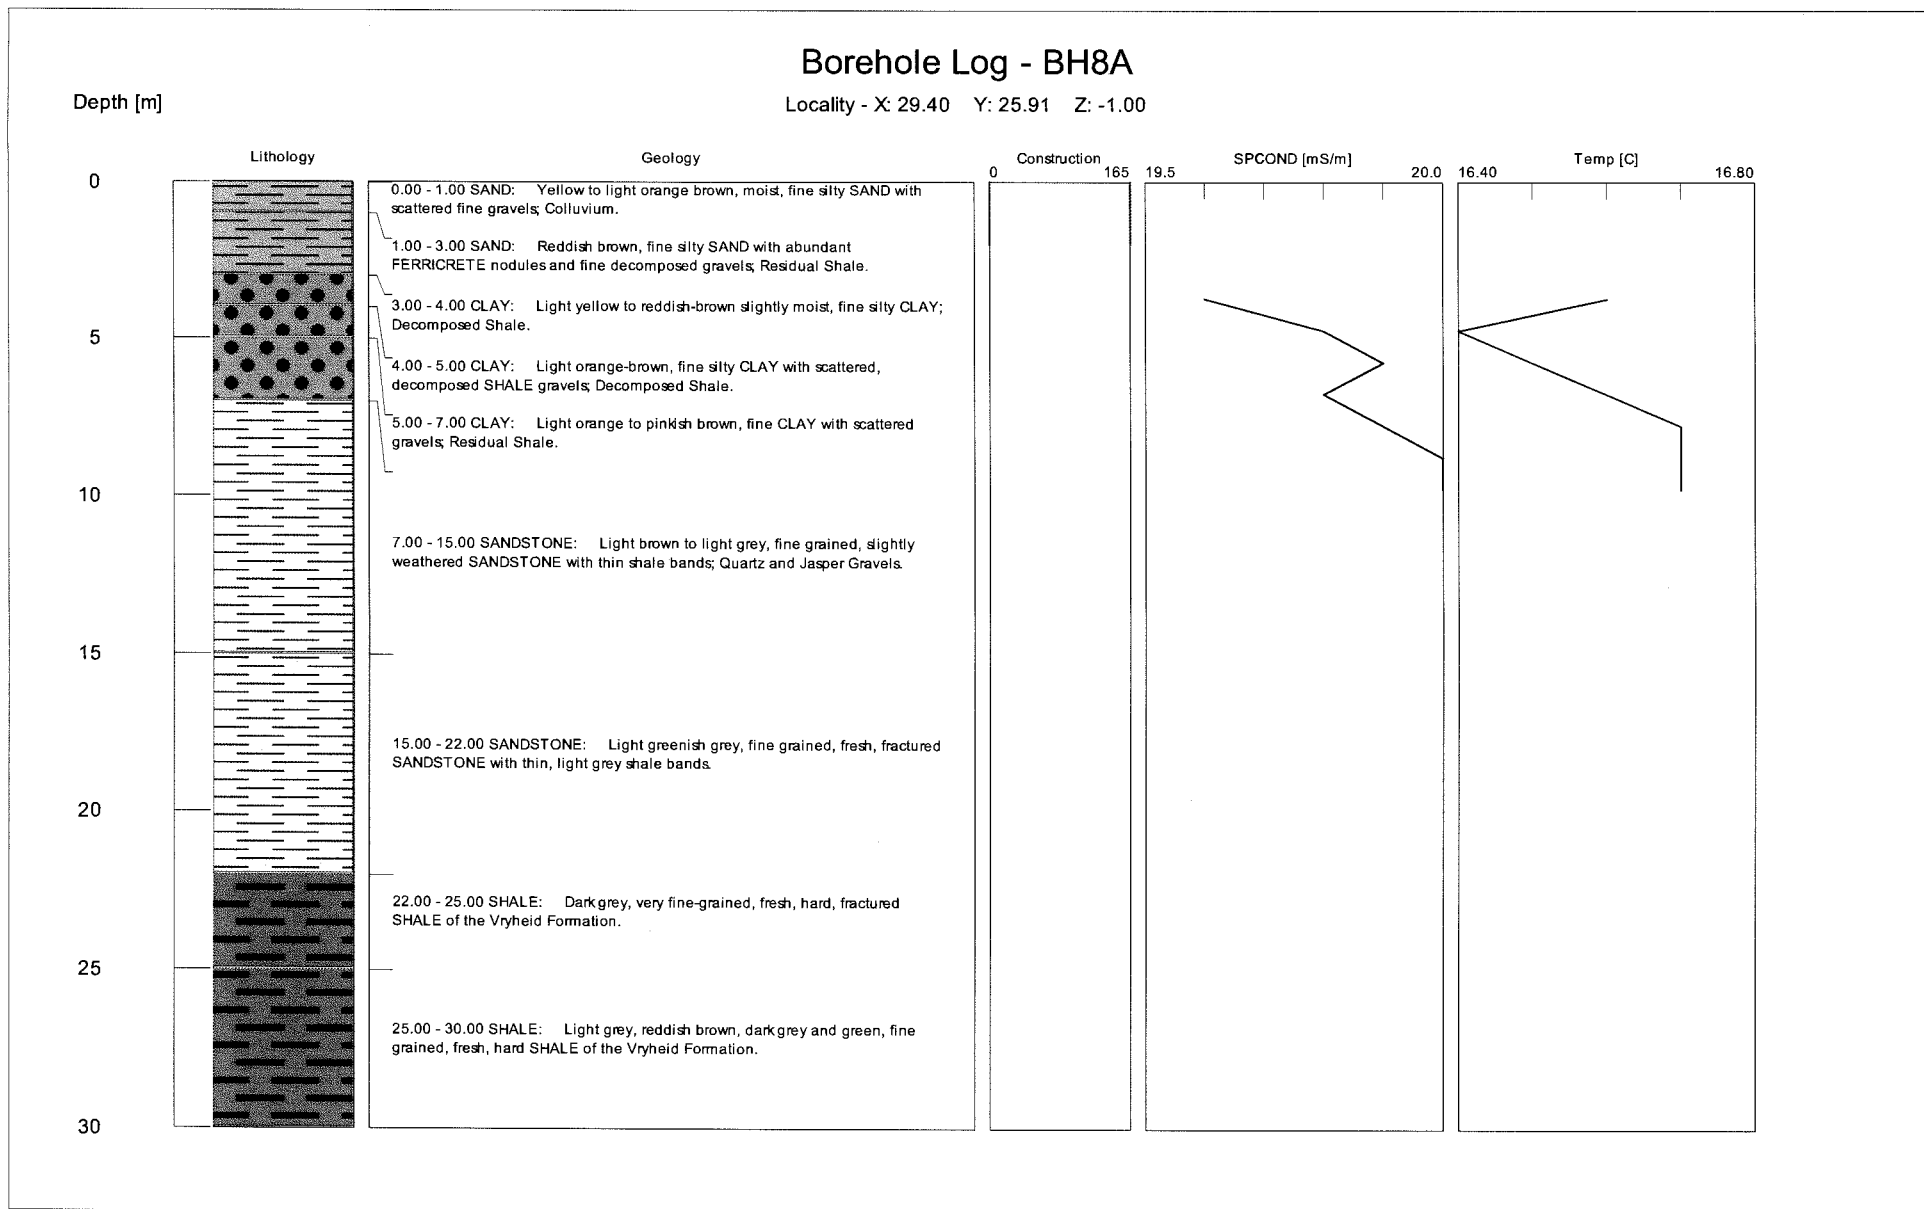 Borehole Log - BH8A
Depth [m]
Locality - X: 29.40 Y: 25.91 Z: -1.00
Lithology
Geology
Construction
SPCOND [mS/m]
Temp [C]
0 165
19.5 20.0
16.40 16.80
0
0.00 - 1.00 SAND: Yellow to light orange brown, moist, fine silty SAND with
scattered fine gravels; Colluvium.
1.00 - 3.00 SAND: Reddish brown, fine silty SAND with abundant
FERRICRETE nodules and fine decomposed gravels; Residual Shale.
3.00 - 4.00 CLAY: Light yellow to reddish-brown slightly moist, fine silty CLAY;
Decomposed Shale.
5
4.00 - 5.00 CLAY: Light orange-brown, fine silty CLAY with scattered,
decomposed SHALE gravels; Decomposed Shale.
5.00 - 7.00 CLAY: Light orange to pinkish brown, fine CLAY with scattered
gravels; Residual Shale.
10
7.00 - 15.00 SANDSTONE: Light brown to light grey, fine grained, slightly
weathered SANDSTONE with thin shale bands; Quartz and Jasper Gravels.
15
15.00 - 22.00 SANDSTONE: Light greenish grey, fine grained, fresh, fractured
SANDSTONE with thin, light grey shale bands.
20
22.00 - 25.00 SHALE: Dark grey, very fine-grained, fresh, hard, fractured
SHALE of the Vryheid Formation.
25
25.00 - 30.00 SHALE: Light grey, reddish brown, dark grey and green, fine
grained, fresh, hard SHALE of the Vryheid Formation.
30